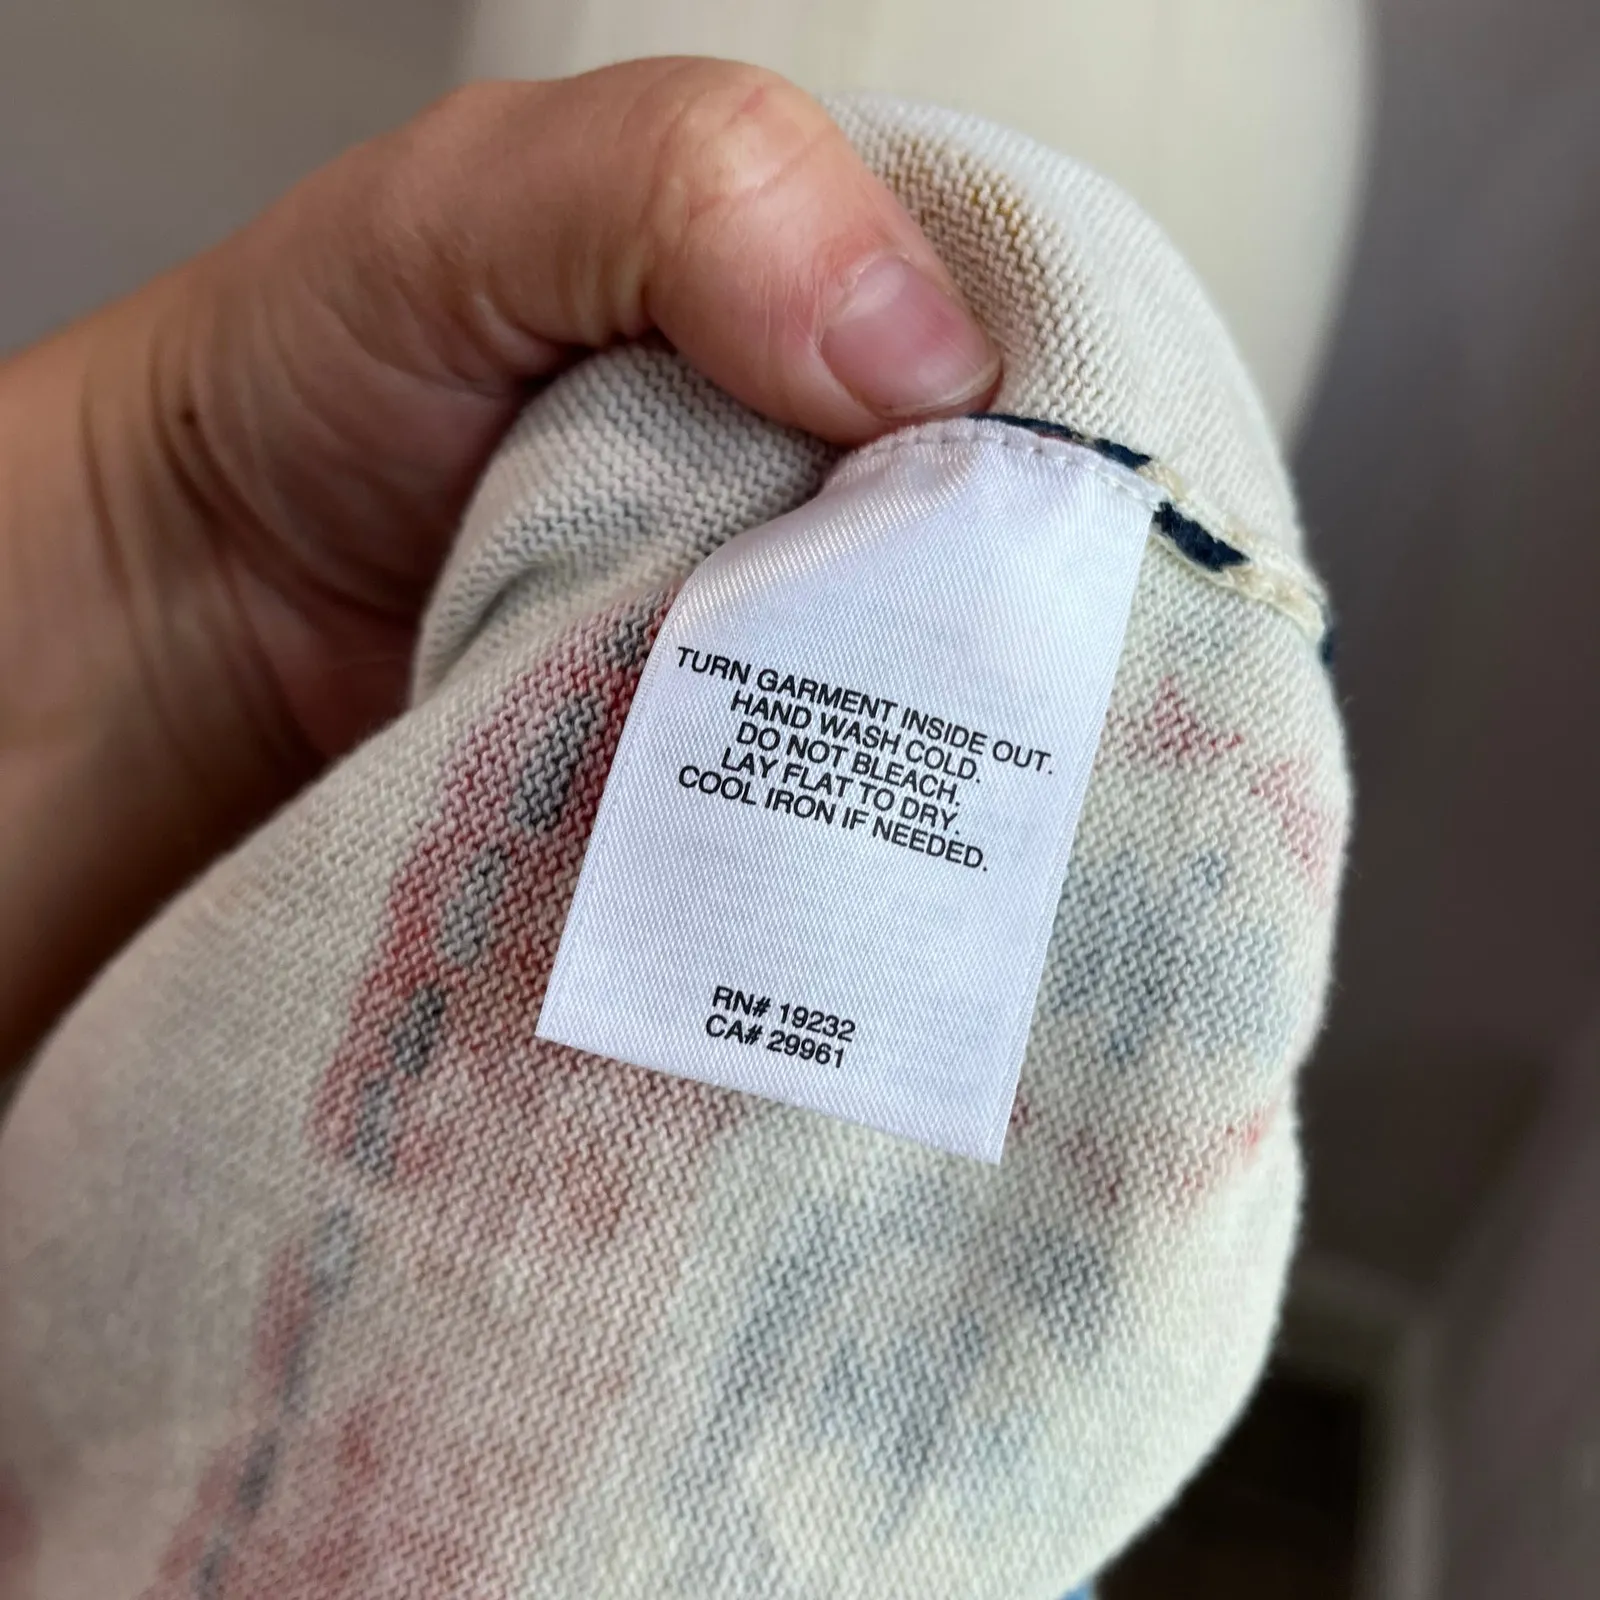 TURN GARMENT INSIDE OUT.
HAND WASH COLD.
DO NOT BLEACH.
LAY FLAT TO DRY.
COOL IRON IF NEEDED.
RN# 19232
CA# 29961